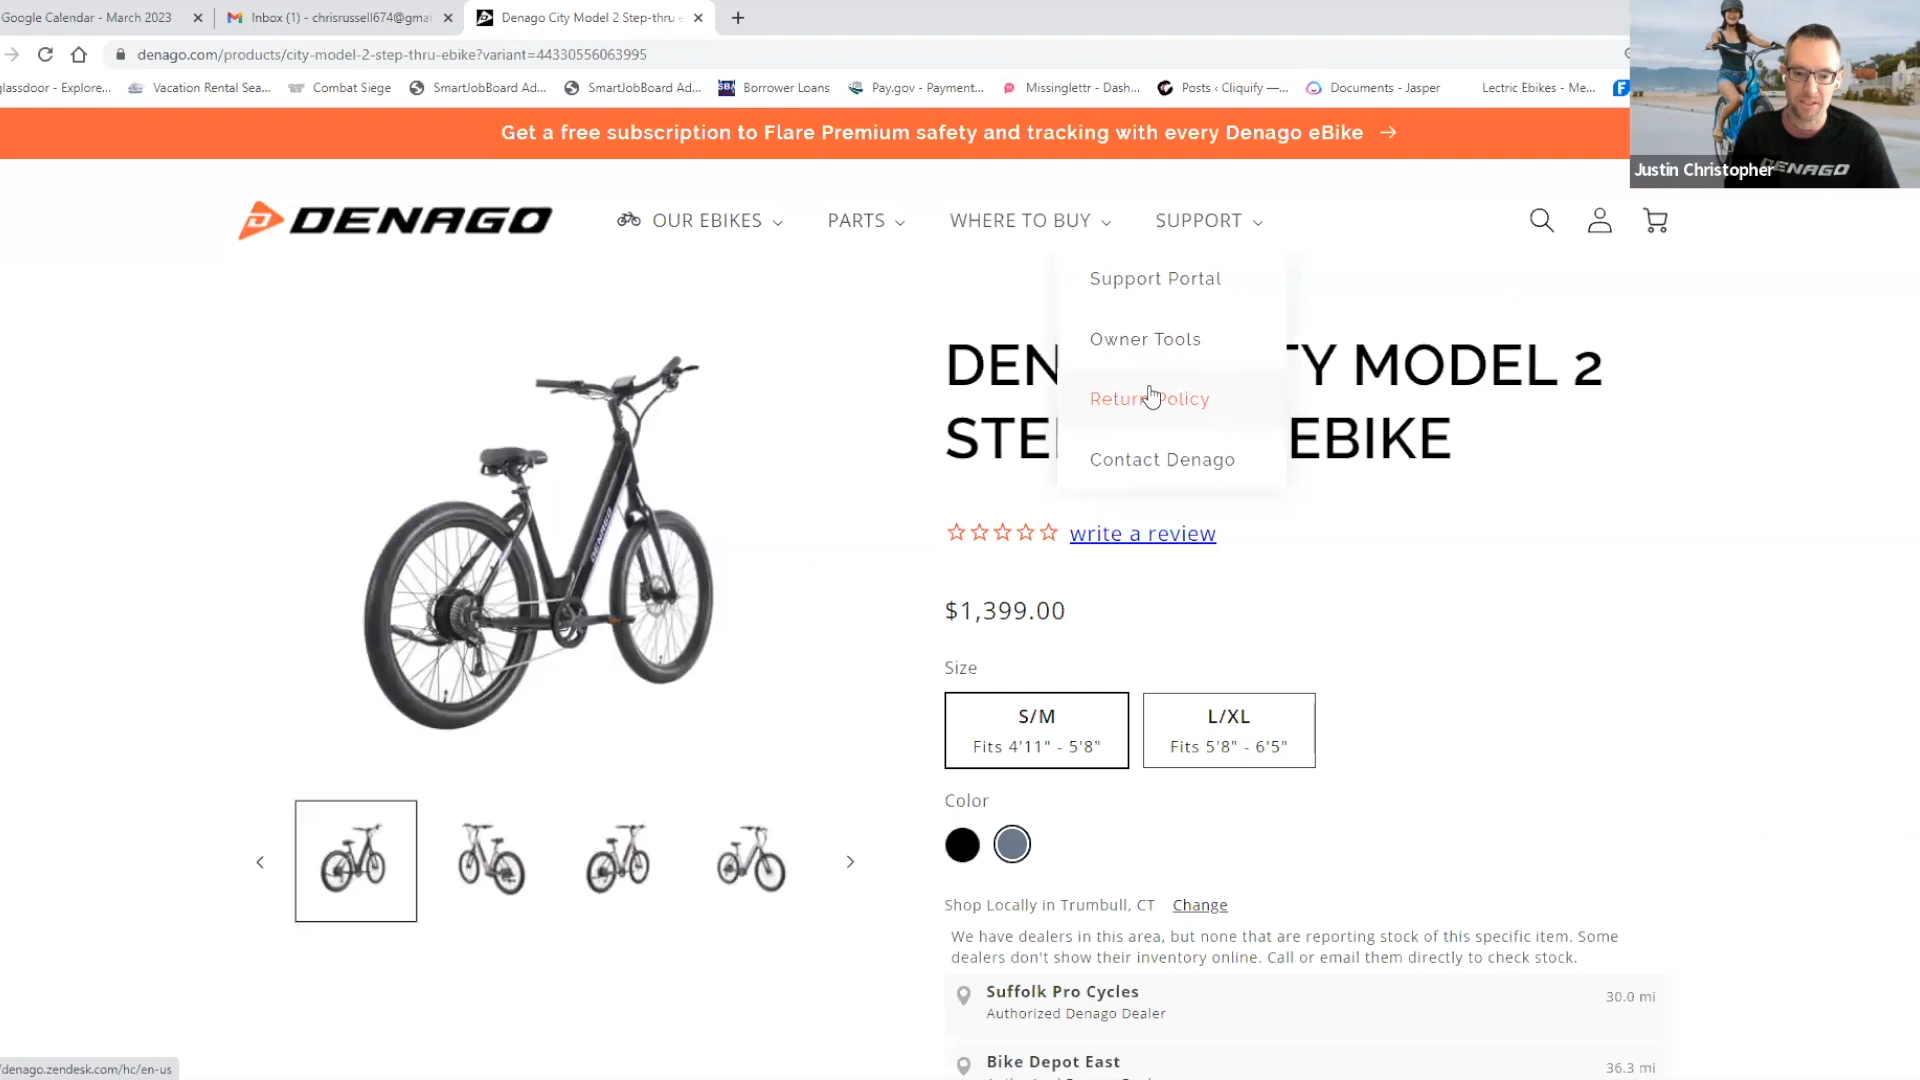 Google Calendar - March 2023
Inbox (1) - chrisrussell674@gmai
Denago City Model 2 Step-thru e
denago.com/products/city-model-2-step-thru-ebike?variant=44330556063995
glassdoor - Explore...
Vacation Rental Sea...
Combat Siege
SmartJobBoard Ad...
SmartJobBoard Ad...
SBA
Borrower Loans
Pay.gov - Payment...
Missinglettr - Dash...
Posts ‹ Cliquify —...
Documents - Jasper
Lectric Ebikes - Me...
Get a free subscription to Flare Premium safety and tracking with every Denago eBike →
DENAGO
Justin Christopher
DENAGO
OUR EBIKES
PARTS
WHERE TO BUY
SUPPORT
Support Portal
Owner Tools
Return Policy
Contact Denago
DEN TY MODEL 2
STE EBIKE
write a review
$1,399.00
Size
S/M
Fits 4'11" - 5'8"
L/XL
Fits 5'8" - 6'5"
Color
Shop Locally in Trumbull, CT Change
We have dealers in this area, but none that are reporting stock of this specific item. Some
dealers don't show their inventory online. Call or email them directly to check stock.
Suffolk Pro Cycles
30.0 mi
Authorized Denago Dealer
Bike Depot East
36.3 mi
/denago.zendesk.com/hc/en-us
DENAGO